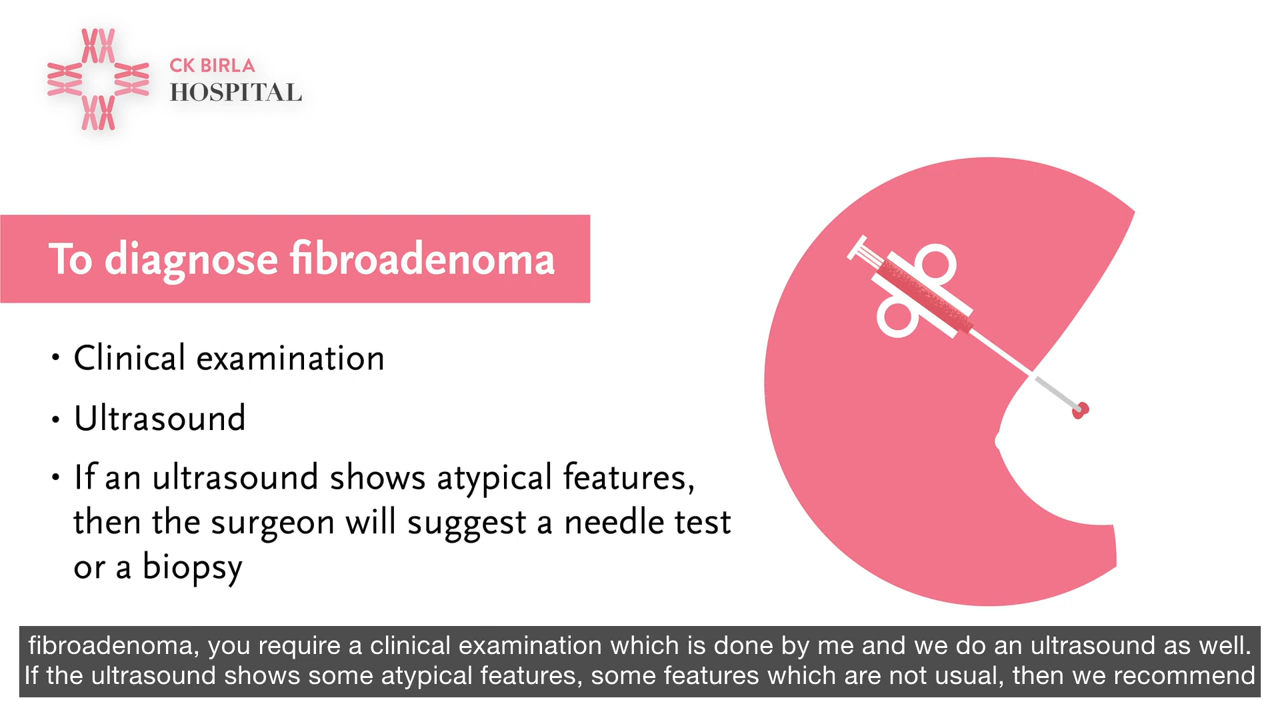 CK BIRLA
HOSPITAL
To diagnose fibroadenoma
• Clinical examination
• Ultrasound
• If an ultrasound shows atypical features,
then the surgeon will suggest a needle test
or a biopsy
fibroadenoma, you require a clinical examination which is done by me and we do an ultrasound as well.
If the ultrasound shows some atypical features, some features which are not usual, then we recommend